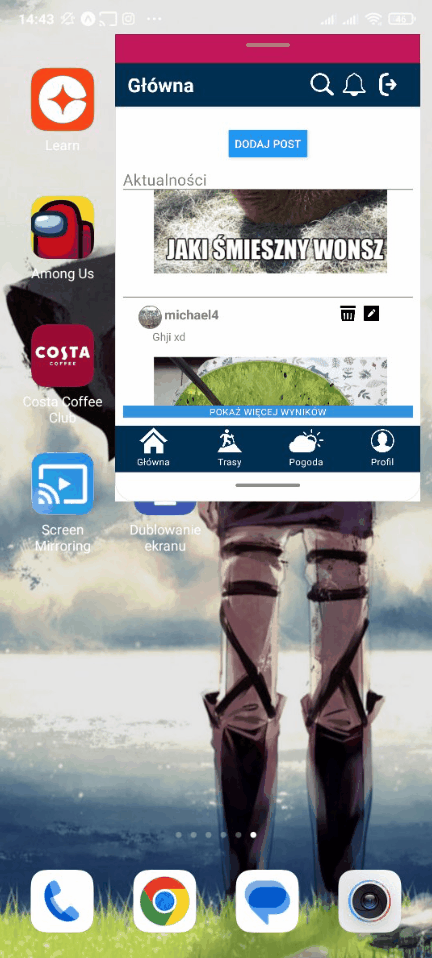 14:43
45
Główna
DODAJ POST
Aktualności
JAKI ŚMIESZNY WONSZ
michael4
Ghji xd
POKAŻ WIĘCEJ WYNIKÓW
Główna
Trasy
Pogoda
Profil
Learn
Among Us
COSTA
COFFEE
Costa Coffee
Club
Screen
Mirroring
Dublowanie
ekranu